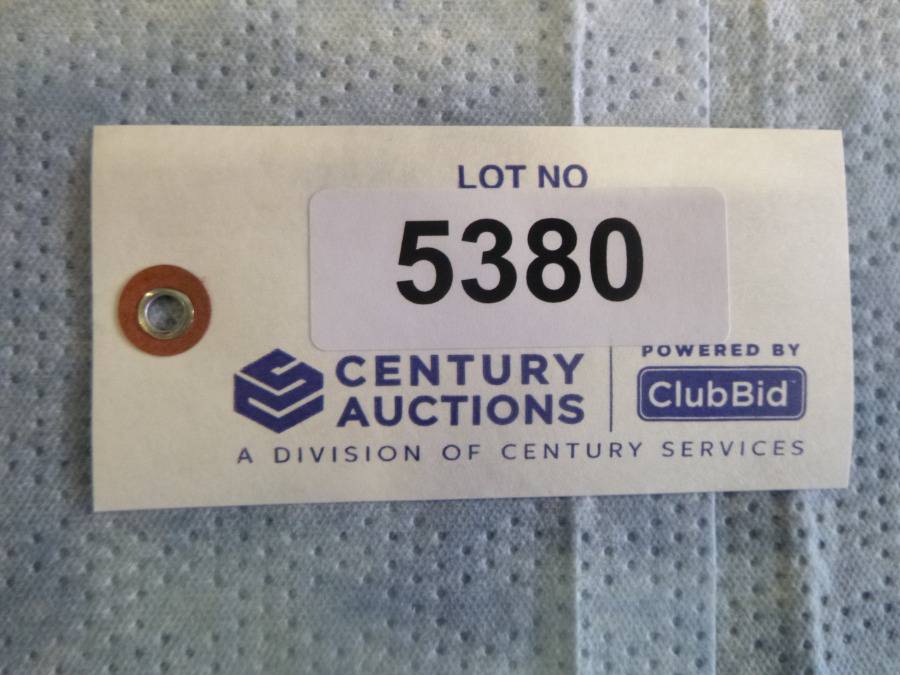 LOT NO
5380
CENTURY
AUCTIONS
POWERED BY
ClubBid
A DIVISION OF CENTURY SERVICES